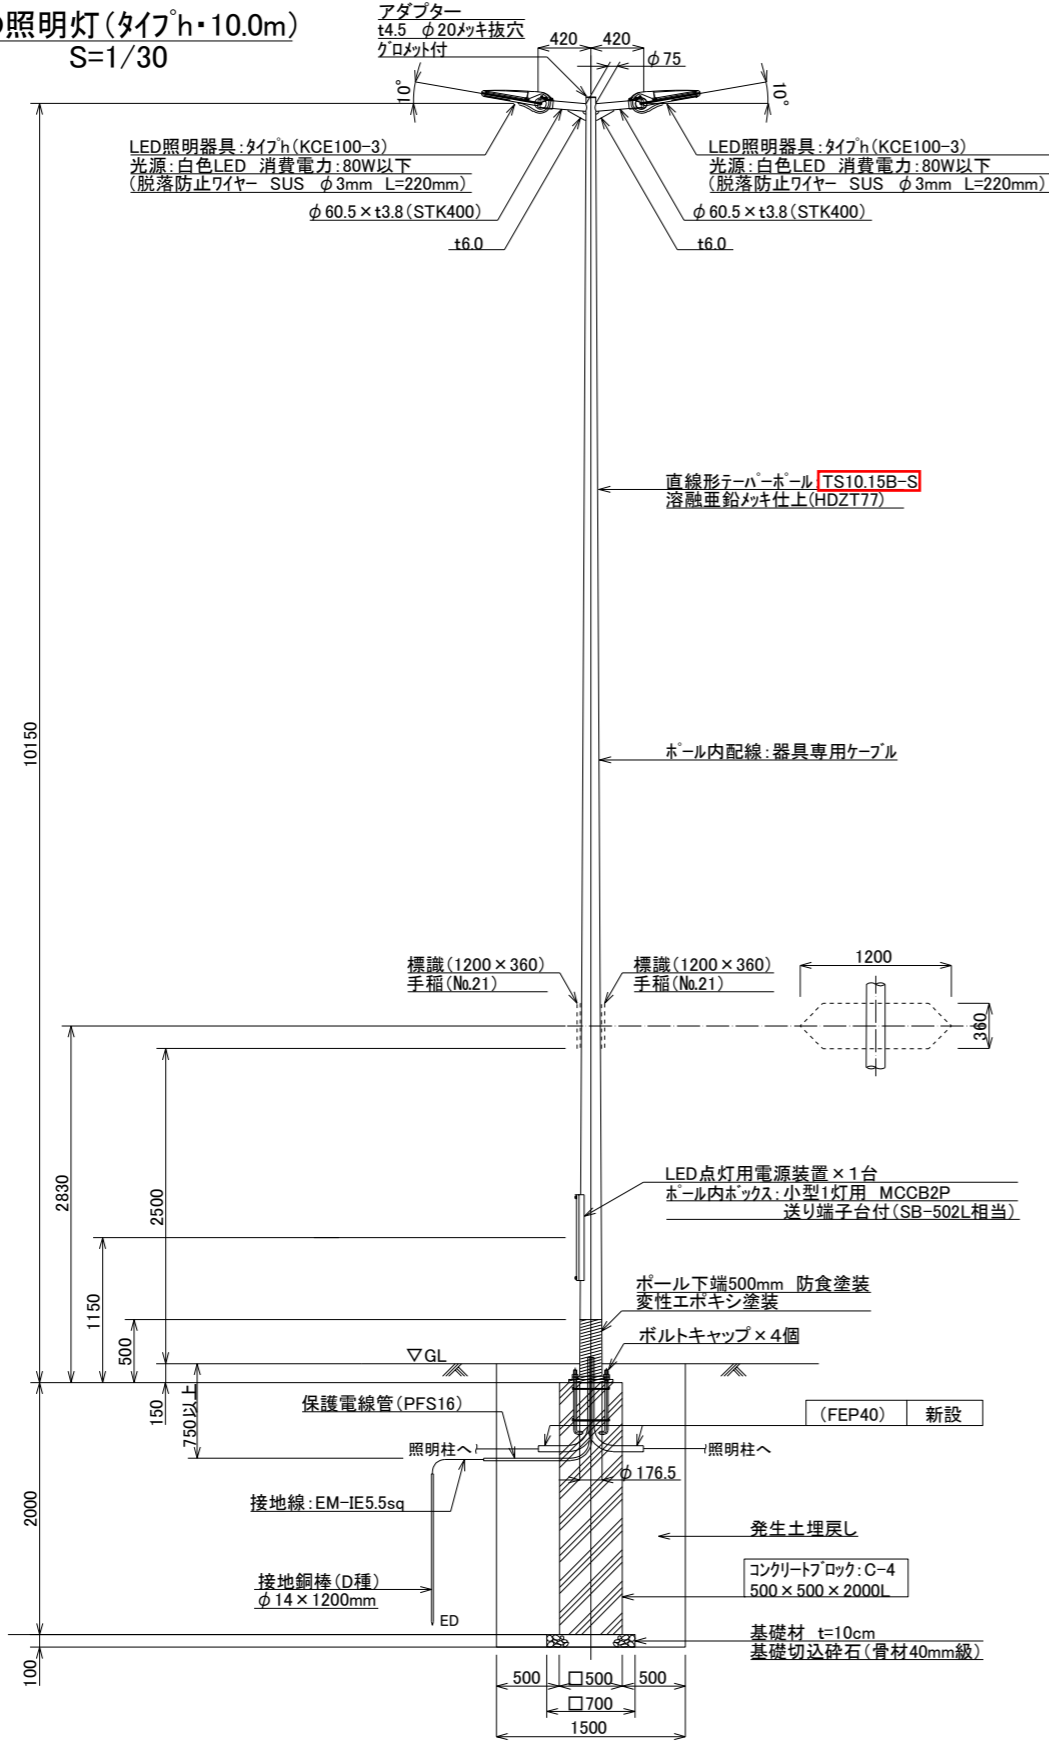 照明灯(タイプh・10.0m)
S=1/30
アダプター
t4.5 φ20メッキ抜穴
グロメット付
420
420
φ75
10°
10°
LED照明器具:タイプh(KCE100-3)
光源:白色LED 消費電力:80W以下
(脱落防止ワイヤー SUS φ3mm L=220mm)
LED照明器具:タイプh(KCE100-3)
光源:白色LED 消費電力:80W以下
(脱落防止ワイヤー SUS φ3mm L=220mm)
φ60.5×t3.8(STK400)
φ60.5×t3.8(STK400)
t6.0
t6.0
直線形テーパーポール TS10.15B-S
溶融亜鉛メッキ仕上(HDZT77)
10150
ポール内配線:器具専用ケーブル
標識(1200×360)
手稲(No.21)
標識(1200×360)
手稲(No.21)
1200
360
2830
2500
1150
500
LED点灯用電源装置×1台
ポール内ボックス:小型1灯用 MCCB2P
送り端子台付(SB-502L相当)
ポール下端500mm 防食塗装
変性エポキシ塗装
ボルトキャップ×4個
▽GL
150
750以上
保護電線管(PFS16)
(FEP40) 新設
照明柱へ
照明柱へ
φ176.5
接地線:EM-IE5.5sq
2000
発生土埋戻し
接地銅棒(D種)
φ14×1200mm
ED
コンクリートブロック:C-4
500×500×2000L
基礎材 t=10cm
基礎切込砕石(骨材40mm級)
100
500
□500
500
□700
1500